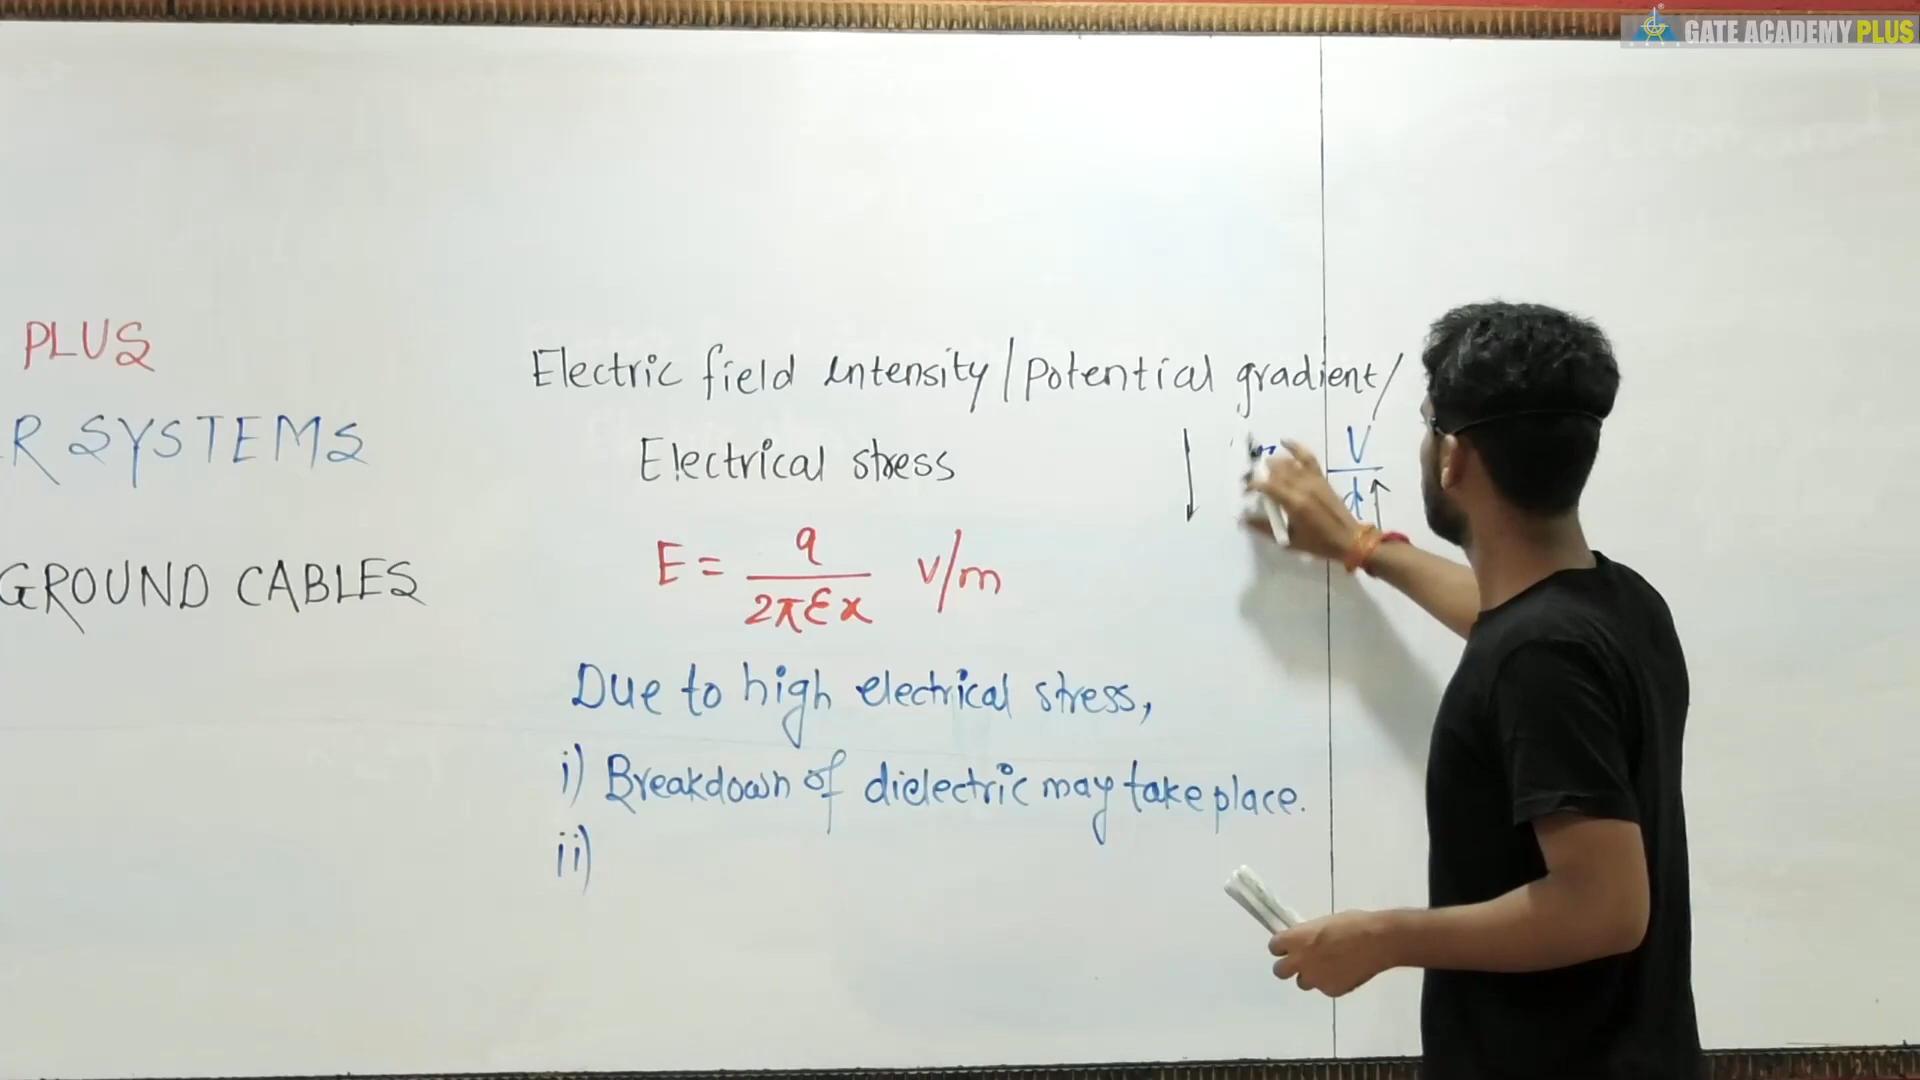 GATE ACADEMY PLUS
PLUS
R SYSTEMS
GROUND CABLES
Electric field intensity/potential gradient/
Electrical stress
E = q/2πεx v/m
V/d
Due to high electrical stress,
i) Breakdown of dielectric may take place.
ii)